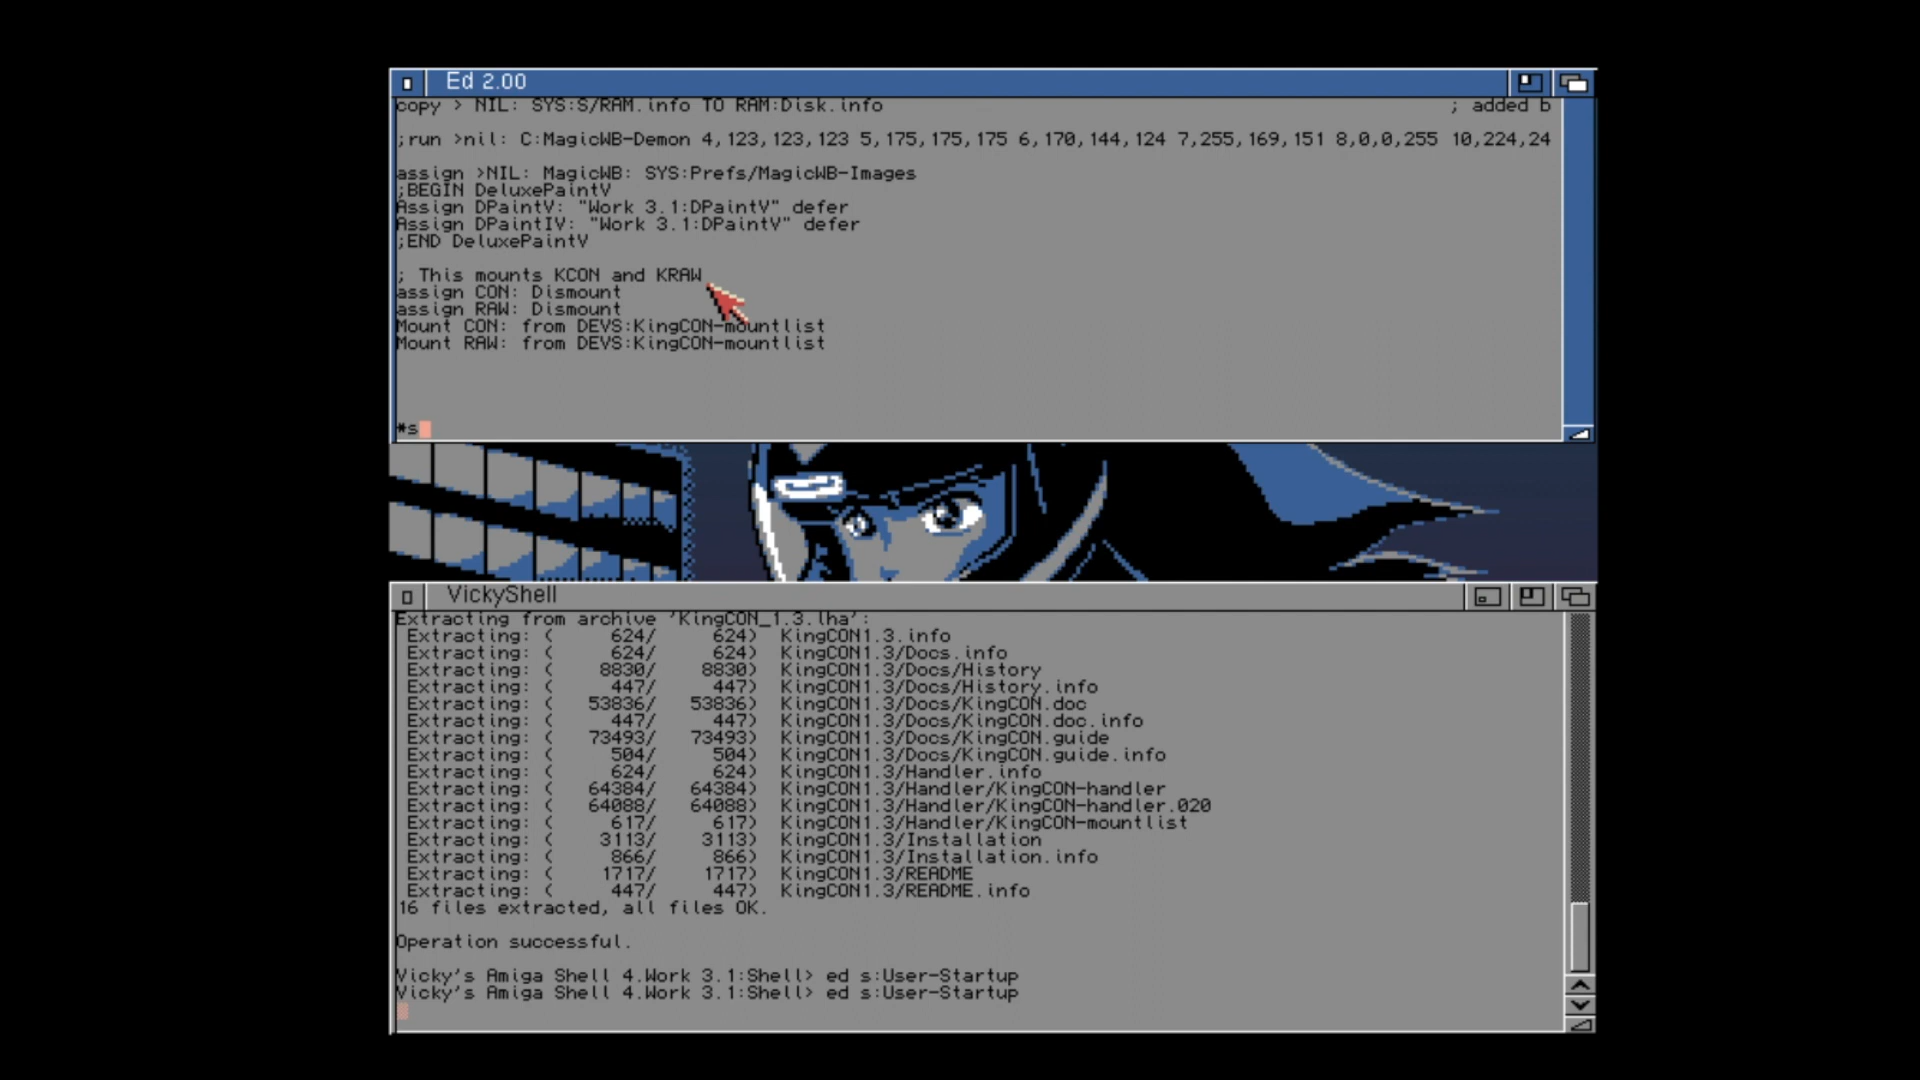 Ed 2.00
copy > NIL: SYS:S/RAM.info TO RAM:Disk.info ; added b
;run >nil: C:MagicWB-Demon 4,123,123,123 5,175,175,175 6,170,144,124 7,255,169,151 8,0,0,255 10,224,24
assign >NIL: MagicWB: SYS:Prefs/MagicWB-Images
;BEGIN DeluxePaintV
Assign DPaintV: "Work 3.1:DPaintV" defer
Assign DPaintIV: "Work 3.1:DPaintV" defer
;END DeluxePaintV
; This mounts KCON and KRAW
assign CON: Dismount
assign RAW: Dismount
Mount CON: from DEVS:KingCON-mountlist
Mount RAW: from DEVS:KingCON-mountlist
*s
VickyShell
Extracting from archive 'KingCON_1.3.lha':
Extracting: ( 624/ 624) KingCON1.3.info
Extracting: ( 624/ 624) KingCON1.3/Docs.info
Extracting: ( 8830/ 8830) KingCON1.3/Docs/History
Extracting: ( 447/ 447) KingCON1.3/Docs/History.info
Extracting: ( 53836/ 53836) KingCON1.3/Docs/KingCON.doc
Extracting: ( 447/ 447) KingCON1.3/Docs/KingCON.doc.info
Extracting: ( 73493/ 73493) KingCON1.3/Docs/KingCON.guide
Extracting: ( 504/ 504) KingCON1.3/Docs/KingCON.guide.info
Extracting: ( 624/ 624) KingCON1.3/Handler.info
Extracting: ( 64384/ 64384) KingCON1.3/Handler/KingCON-handler
Extracting: ( 64088/ 64088) KingCON1.3/Handler/KingCON-handler.020
Extracting: ( 617/ 617) KingCON1.3/Handler/KingCON-mountlist
Extracting: ( 3113/ 3113) KingCON1.3/Installation
Extracting: ( 866/ 866) KingCON1.3/Installation.info
Extracting: ( 1717/ 1717) KingCON1.3/README
Extracting: ( 447/ 447) KingCON1.3/README.info
16 files extracted, all files OK.
Operation successful.
Vicky's Amiga Shell 4.Work 3.1:Shell> ed s:User-Startup
Vicky's Amiga Shell 4.Work 3.1:Shell> ed s:User-Startup